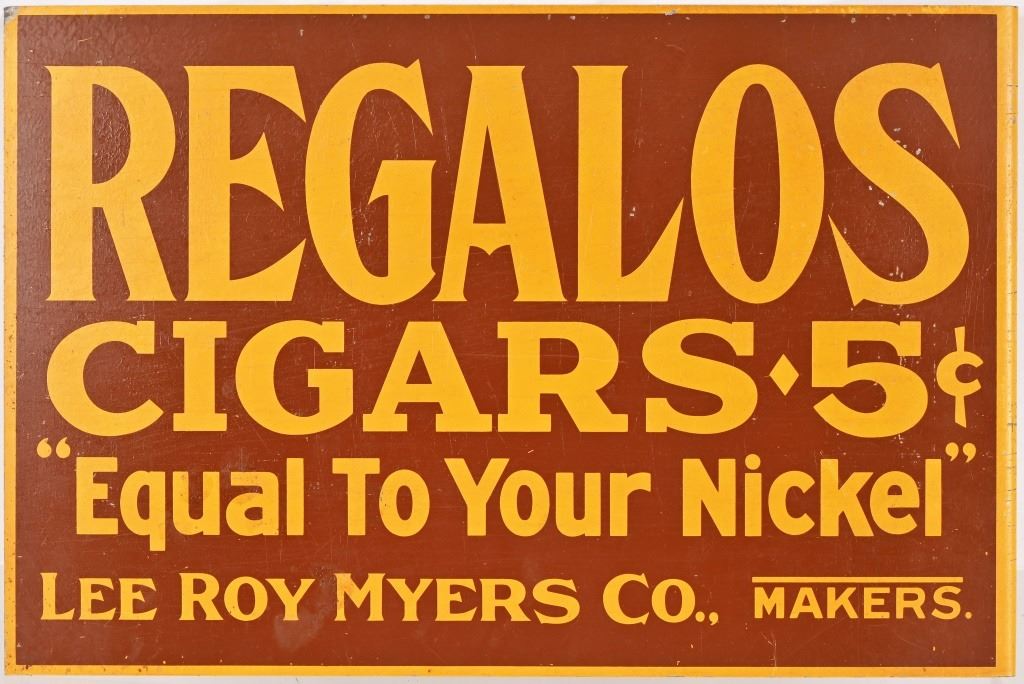 REGALOS
CIGARS ⬧ 5¢
“Equal To Your Nickel”
LEE ROY MYERS CO., MAKERS.